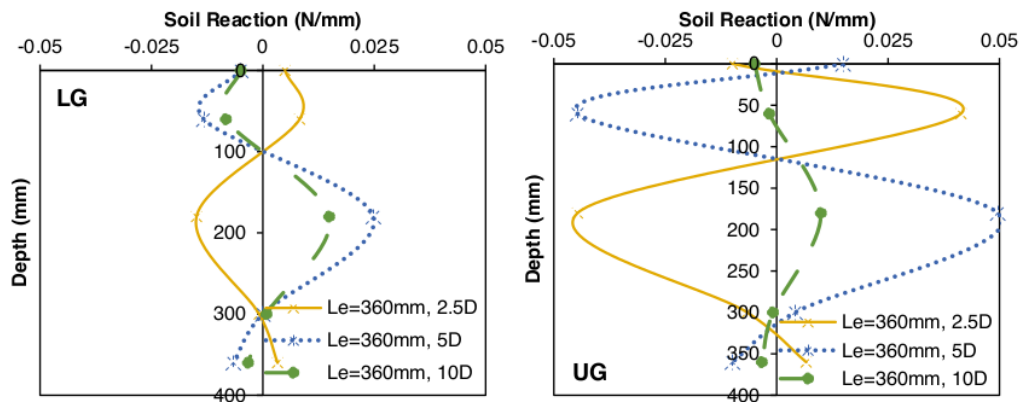 Soil Reaction (N/mm)
-0.05 -0.025 0 0.025 0.05
0
100
200
300
400
Depth (mm)
LG
Le=360mm, 2.5D
Le=360mm, 5D
Le=360mm, 10D
Soil Reaction (N/mm)
-0.05 -0.025 0 0.025 0.05
0
50
100
150
200
250
300
350
400
Depth (mm)
UG
Le=360mm, 2.5D
Le=360mm, 5D
Le=360mm, 10D